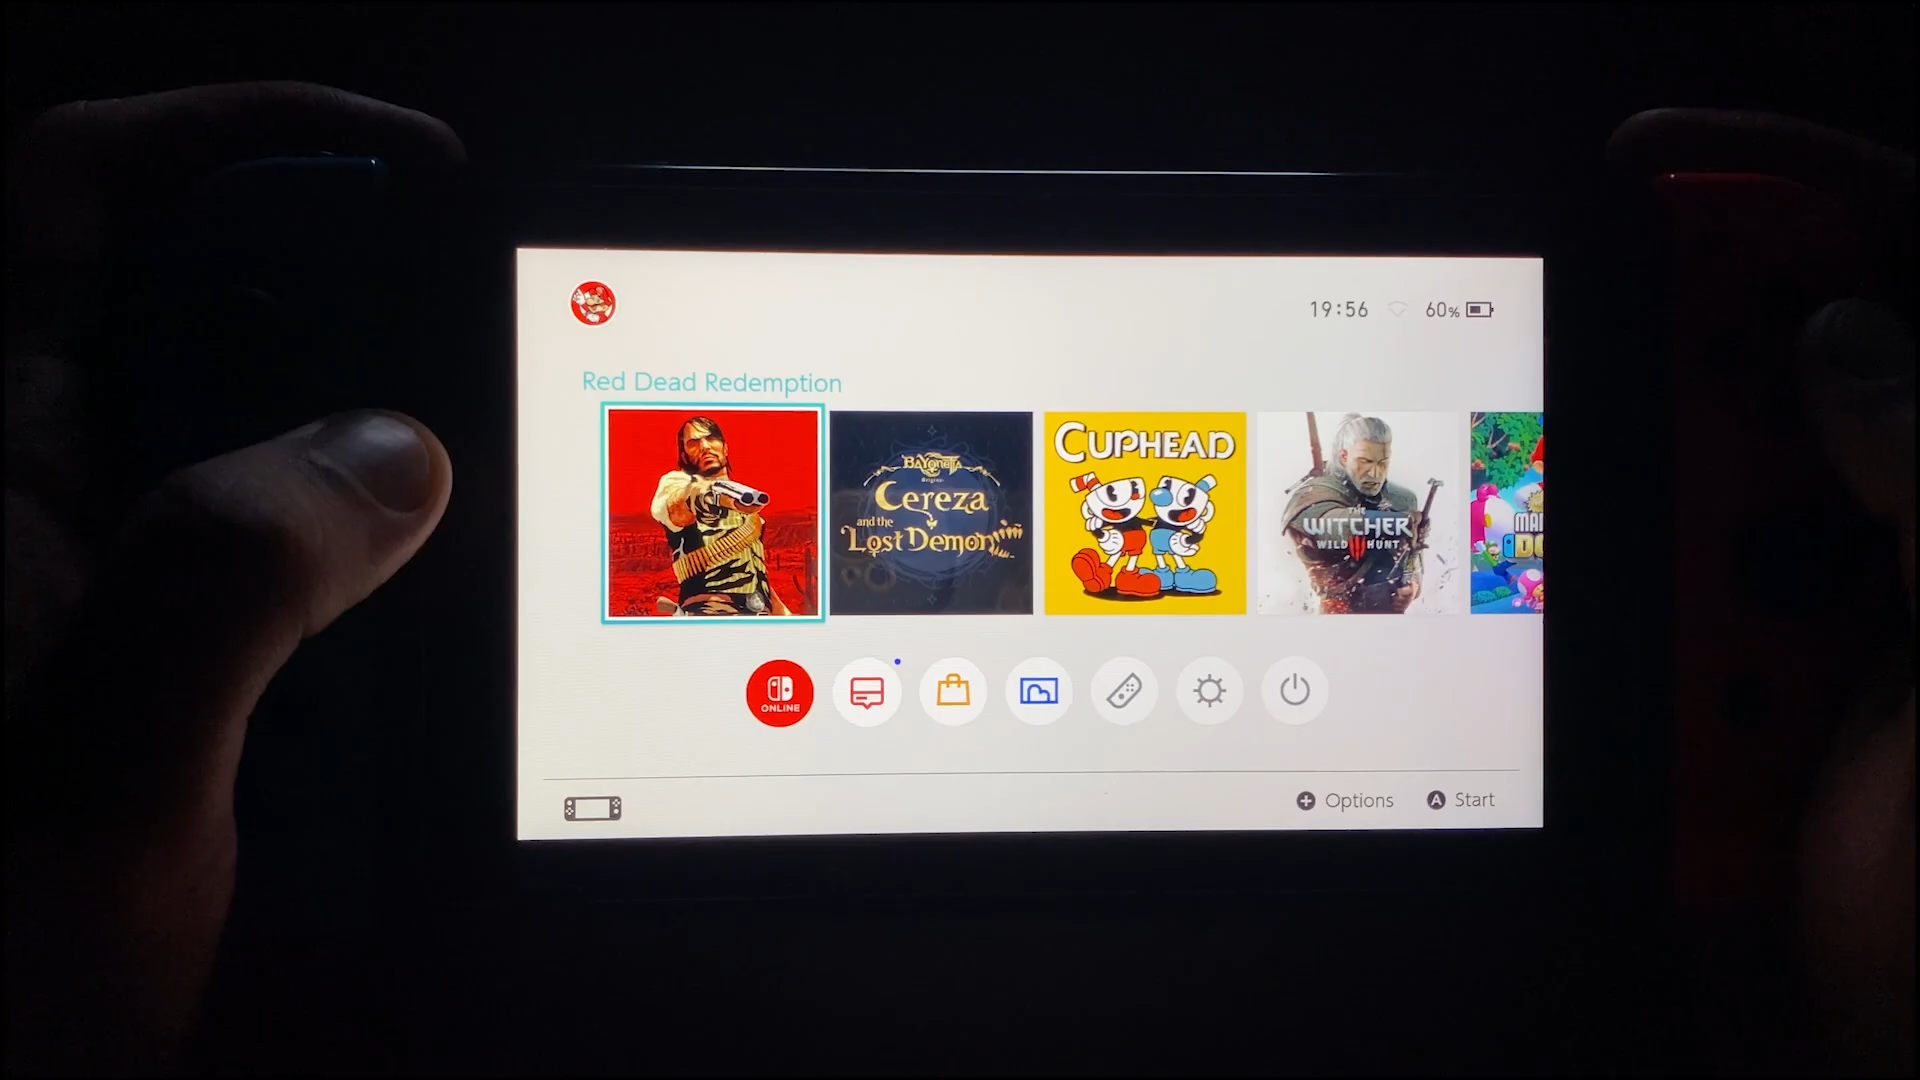 19:56 60%
Red Dead Redemption
BAYONETTA
Origins
Cereza
and the
Lost Demon
CUPHEAD
THE
WITCHER
WILD HUNT
ONLINE
Options
A Start